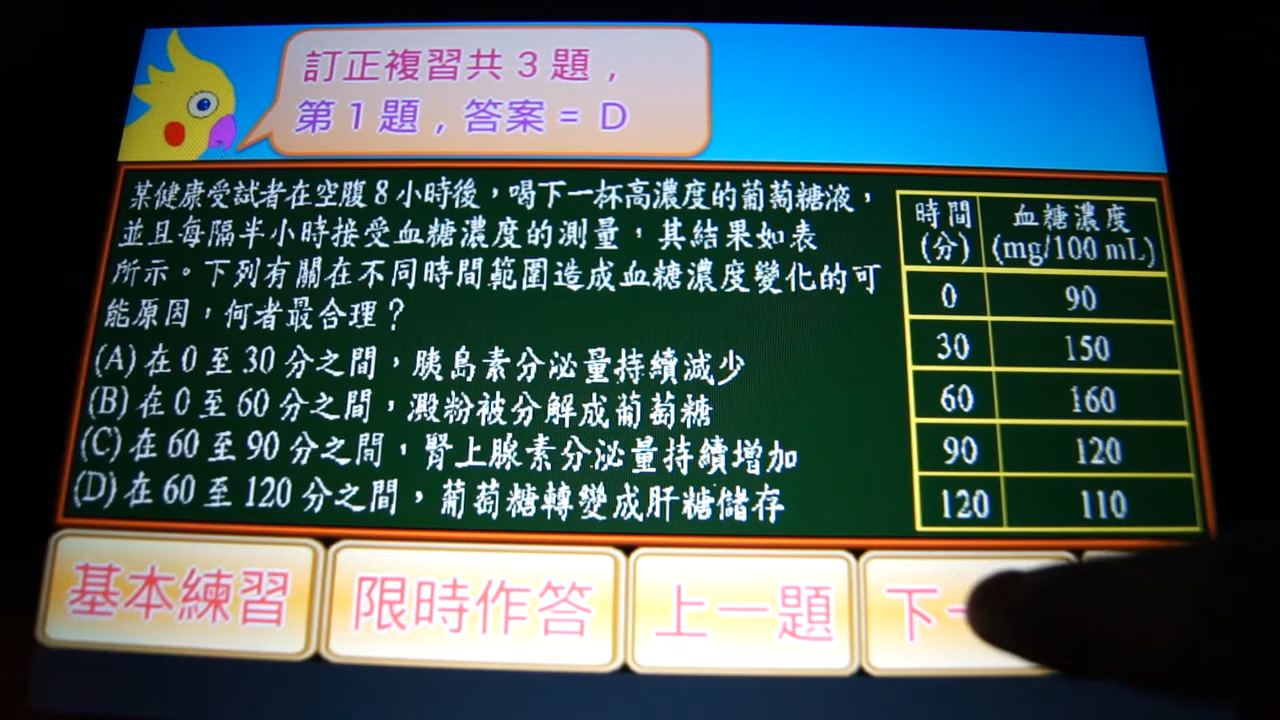 訂正複習共 3 題，
第 1 題，答案 = D
某健康受試者在空腹 8 小時後，喝下一杯高濃度的葡萄糖液，
並且每隔半小時接受血糖濃度的測量，其結果如表
所示。下列有關在不同時間範圍造成血糖濃度變化的可
能原因，何者最合理？
(A) 在 0 至 30 分之間，胰島素分泌量持續減少
(B) 在 0 至 60 分之間，澱粉被分解成葡萄糖
(C) 在 60 至 90 分之間，腎上腺素分泌量持續增加
(D) 在 60 至 120 分之間，葡萄糖轉變成肝糖儲存
時間 血糖濃度
(分) (mg/100 mL)
0 90
30 150
60 160
90 120
120 110
基本練習 限時作答 上一題 下一